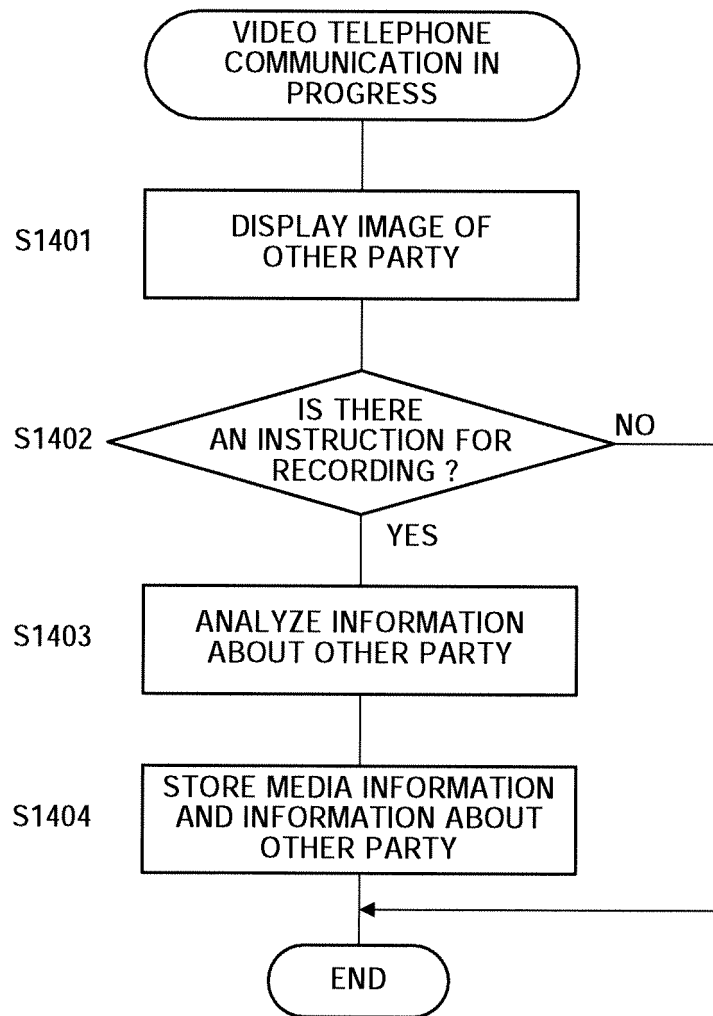 VIDEO TELEPHONE
COMMUNICATION IN
PROGRESS
S1401
DISPLAY IMAGE OF
OTHER PARTY
S1402
IS THERE
AN INSTRUCTION FOR
RECORDING ?
NO
YES
S1403
ANALYZE INFORMATION
ABOUT OTHER PARTY
S1404
STORE MEDIA INFORMATION
AND INFORMATION ABOUT
OTHER PARTY
END